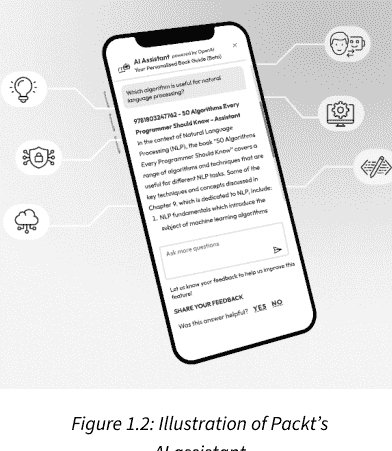 AI Assistant powered by OpenAI
Your Personalised Book Guide (Beta)
×
Which algorithm is useful for natural
language processing?
9781803247762 - 50 Algorithms Every
Programmer Should Know - Assistant
In the context of Natural Language
Processing (NLP), the book "50 Algorithms
Every Programmer Should Know" covers a
range of algorithms and techniques that are
useful for different NLP tasks. Some of the
key techniques and concepts discussed in
Chapter 9, which is dedicated to NLP, include:
1. NLP fundamentals which introduce the
subject of machine learning algorithms
Ask more questions
Let us know your feedback to help us improve this
feature!
SHARE YOUR FEEDBACK
Was this answer helpful? YES NO
Figure 1.2: Illustration of Packt's
AI assistant